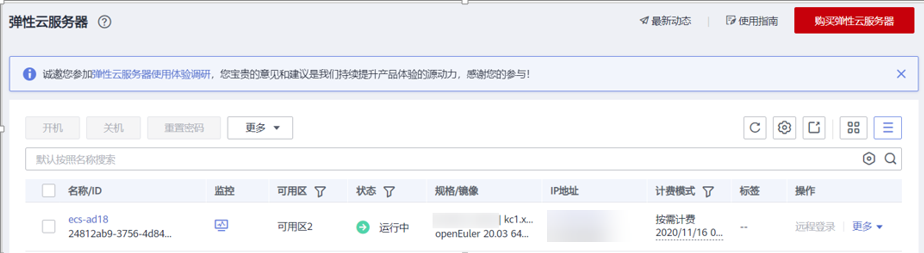 弹性云服务器
最新动态 | 使用指南 购买弹性云服务器
诚邀您参加弹性云服务器使用体验调研，您宝贵的意见和建议是我们持续提升产品体验的源动力，感谢您的参与！
开机 关机 重置密码 更多
默认按照名称搜索
名称/ID 监控 可用区 状态 规格/镜像 IP地址 计费模式 标签 操作
ecs-ad18 可用区2 运行中 | kc1.x... 按需计费 -- 远程登录 | 更多
24812ab9-3756-4d84... openEuler 20.03 64... 2020/11/16 0...